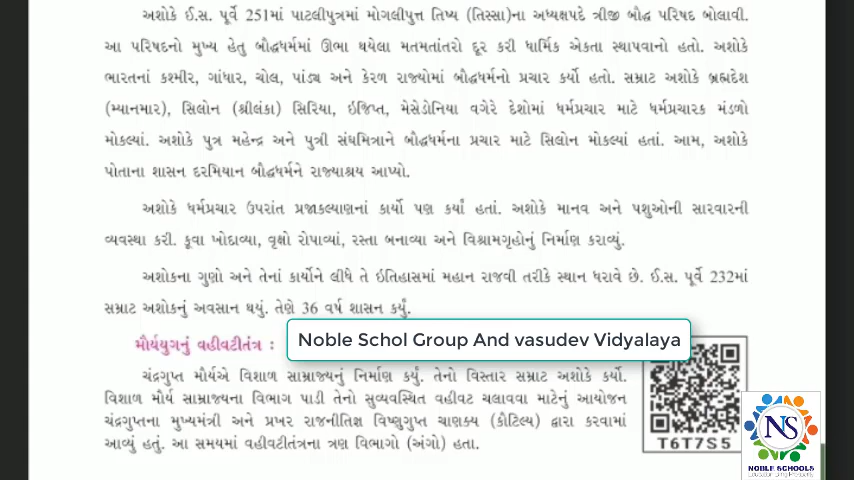 અશોકે ઈ.સ. પૂર્વે 251માં પાટલીપુત્રમાં મોગલીપુત્ત તિષ્ય (તિસ્સા)ના અધ્યક્ષપદે ત્રીજી બૌદ્ધ પરિષદ બોલાવી.
આ પરિષદનો મુખ્ય હેતુ બૌદ્ધધર્મમાં ઊભા થયેલા મતમતાંતરો દૂર કરી ધાર્મિક એકતા સ્થાપવાનો હતો. અશોકે
ભારતનાં કશ્મીર, ગાંધાર, ચોલ, પાંડ્ય અને કેરળ રાજ્યોમાં બૌદ્ધધર્મનો પ્રચાર કર્યો હતો. સમ્રાટ અશોકે બ્રહ્મદેશ
(મ્યાનમાર), સિલોન (શ્રીલંકા) સિરિયા, ઇજિપ્ત, મેસેડોનિયા વગેરે દેશોમાં ધર્મપ્રચાર માટે ધર્મપ્રચારક મંડળો
મોકલ્યાં. અશોકે પુત્ર મહેન્દ્ર અને પુત્રી સંઘમિત્રાને બૌદ્ધધર્મના પ્રચાર માટે સિલોન મોકલ્યાં હતાં. આમ, અશોકે
પોતાના શાસન દરમિયાન બૌદ્ધધર્મને રાજ્યાશ્રય આપ્યો.
અશોકે ધર્મપ્રચાર ઉપરાંત પ્રજાકલ્યાણનાં કાર્યો પણ કર્યાં હતાં. અશોકે માનવ અને પશુઓની સારવારની
વ્યવસ્થા કરી. કૂવા ખોદાવ્યા, વૃક્ષો રોપાવ્યાં, રસ્તા બનાવ્યા અને વિશ્રામગૃહોનું નિર્માણ કરાવ્યું.
અશોકના ગુણો અને તેનાં કાર્યોને લીધે તે ઇતિહાસમાં મહાન રાજવી તરીકે સ્થાન ધરાવે છે. ઈ.સ. પૂર્વે 232માં
સમ્રાટ અશોકનું અવસાન થયું. તેણે 36 વર્ષ શાસન કર્યું.
મૌર્યયુગનું વહીવટીતંત્ર :
Noble Schol Group And vasudev Vidyalaya
ચંદ્રગુપ્ત મૌર્યએ વિશાળ સામ્રાજ્યનું નિર્માણ કર્યું. તેનો વિસ્તાર સમ્રાટ અશોકે કર્યો.
વિશાળ મૌર્ય સામ્રાજ્યના વિભાગ પાડી તેનો સુવ્યવસ્થિત વહીવટ ચલાવવા માટેનું આયોજન
ચંદ્રગુપ્તના મુખ્યમંત્રી અને પ્રખર રાજનીતિજ્ઞ વિષ્ણુગુપ્ત ચાણક્ય (કૌટિલ્ય) દ્વારા કરવામાં
આવ્યું હતું. આ સમયમાં વહીવટીતંત્રના ત્રણ વિભાગો (અંગો) હતા.
T6T7S5
NS
NOBLE SCHOOLS